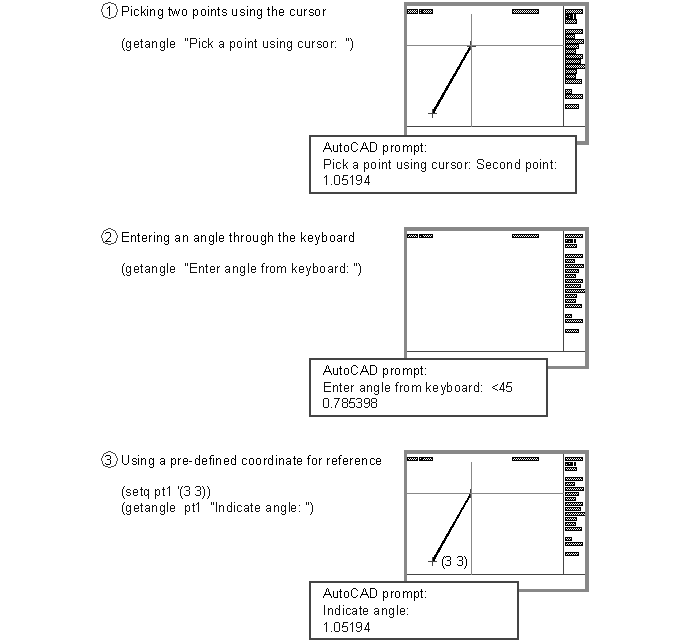 ① Picking two points using the cursor
(getangle "Pick a point using cursor: ")
AutoCAD prompt:
Pick a point using cursor: Second point:
1.05194
② Entering an angle through the keyboard
(getangle "Enter angle from keyboard: ")
AutoCAD prompt:
Enter angle from keyboard: <45
0.785398
③ Using a pre-defined coordinate for reference
(setq pt1 '(3 3))
(getangle pt1 "Indicate angle: ")
(3 3)
AutoCAD prompt:
Indicate angle:
1.05194